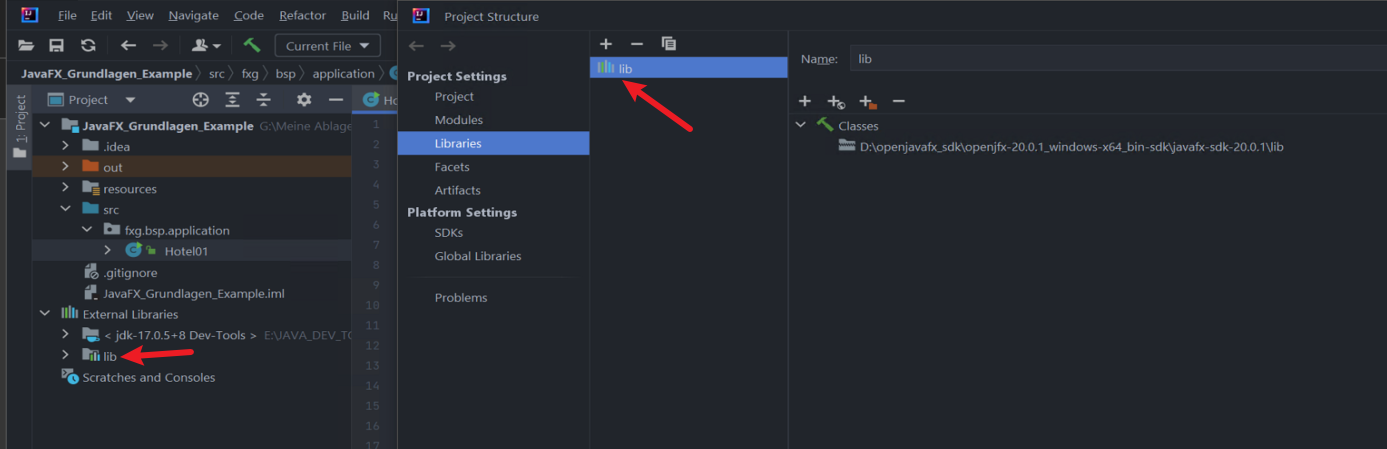 File Edit View Navigate Code Refactor Build
Current File
JavaFX_Grundlagen_Example src fxg bsp application
1: Project
Project
JavaFX_Grundlagen_Example G:\Meine Ablage
.idea
out
resources
src
fxg.bsp.application
Hotel01
.gitignore
JavaFX_Grundlagen_Example.iml
External Libraries
< jdk-17.0.5+8 Dev-Tools > E:\JAVA_DEV_TO
lib
Scratches and Consoles
1
2
3
4
5
6
7
8
9
10
11
12
13
14
15
16
17
Project Structure
Project Settings
Project
Modules
Libraries
Facets
Artifacts
Platform Settings
SDKs
Global Libraries
Problems
lib
Name: lib
Classes
D:\openjavafx_sdk\openjfx-20.0.1_windows-x64_bin-sdk\javafx-sdk-20.0.1\lib